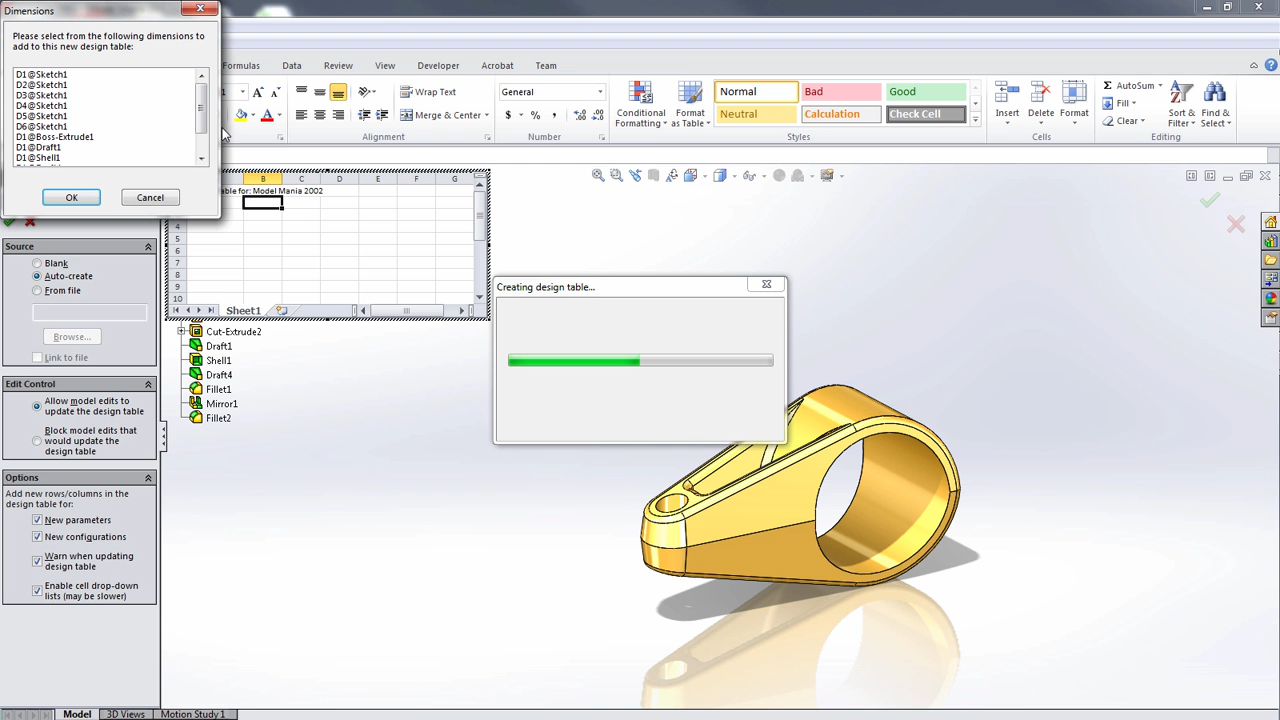 Dimensions
Please select from the following dimensions to
add to this new design table:
D1@Sketch1
D2@Sketch1
D3@Sketch1
D4@Sketch1
D5@Sketch1
D6@Sketch1
D1@Boss-Extrude1
D1@Draft1
D1@Shell1
OK
Cancel
Formulas
Data
Review
View
Developer
Acrobat
Team
Wrap Text
Merge & Center
Alignment
General
$
%
,
Number
Conditional
Formatting
Format
as Table
Normal
Bad
Good
Neutral
Calculation
Check Cell
Styles
Insert
Delete
Format
Cells
AutoSum
Fill
Clear
Sort &
Filter
Find &
Select
Editing
B C D E F G
able for: Model Mania 2002
4
5
6
7
8
9
10
Sheet1
Source
Blank
Auto-create
From file
Browse...
Link to file
Edit Control
Allow model edits to
update the design table
Block model edits that
would update the
design table
Options
Add new rows/columns in the
design table for:
New parameters
New configurations
Warn when updating
design table
Enable cell drop-down
lists (may be slower)
Cut-Extrude2
Draft1
Shell1
Draft4
Fillet1
Mirror1
Fillet2
Creating design table...
Model
3D Views
Motion Study 1